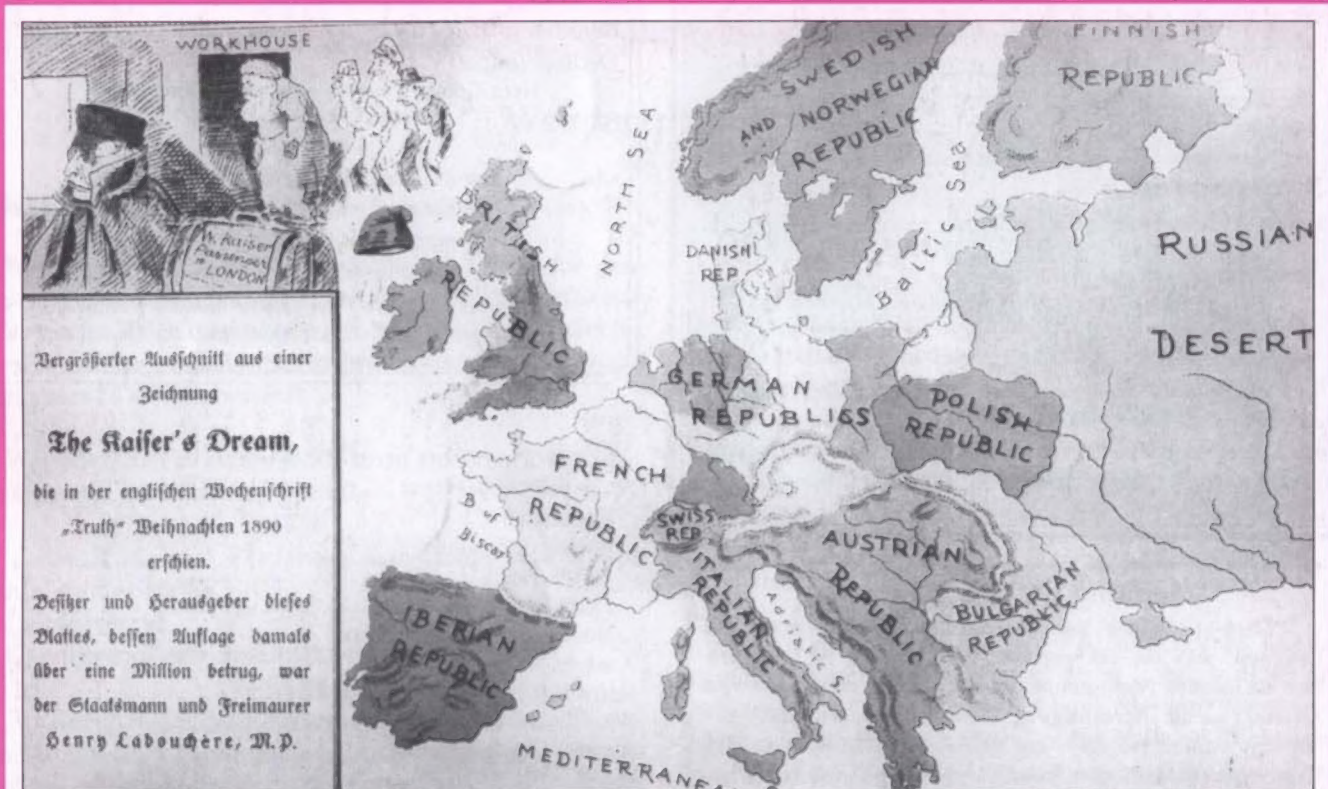 WORKHOUSE
LONDON
Vergrößerter Ausschnitt aus einer
Zeichnung
The Kaiser's Dream,
die in der englischen Wochenschrift
„Truth“ Weihnachten 1890
erschien.
Besitzer und Herausgeber dieses
Blattes, dessen Auflage damals
über eine Million betrug, war
der Staatsmann und Freimaurer
Henry Labouchère, M.P.
SWEDISH
AND NORWEGIAN
REPUBLIC
FINNISH
REPUBLIC
NORTH SEA
Baltic Sea
BRITISH
REPUBLIC
DANISH
REP
RUSSIAN
DESERT
GERMAN
REPUBLICS
POLISH
REPUBLIC
FRENCH
REPUBLIC
B of
Biscay
SWISS
REP
AUSTRIAN
REPUBLIC
ITALIAN
REPUBLIC
Adriatic S
BULGARIAN
REPUBLIC
IBERIAN
REPUBLIC
MEDITERRANEA